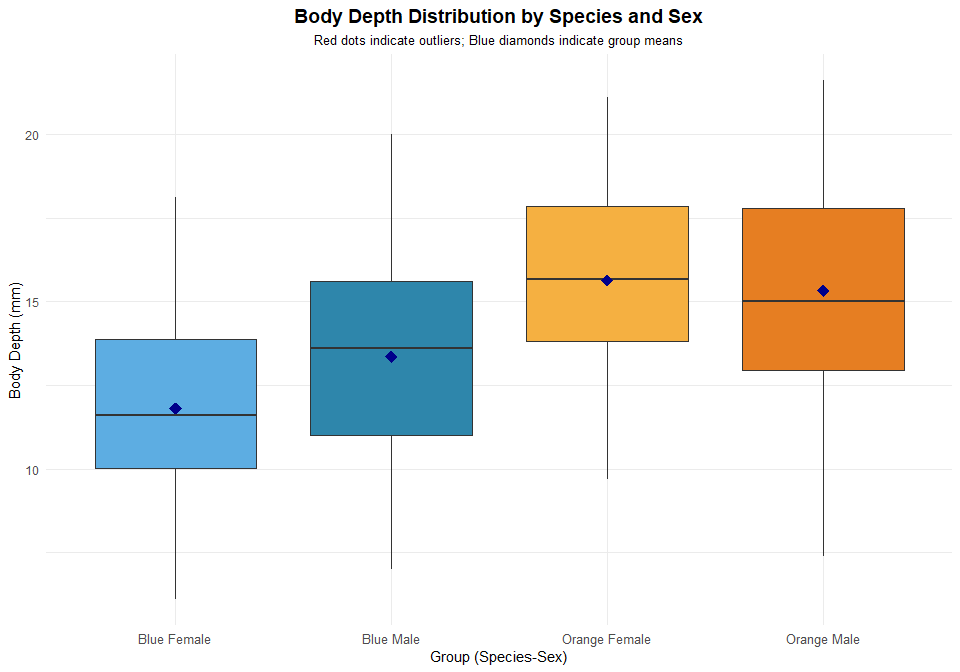 Body Depth Distribution by Species and Sex
Red dots indicate outliers; Blue diamonds indicate group means
Body Depth (mm)
20
15
10
Blue Female
Blue Male
Orange Female
Orange Male
Group (Species-Sex)